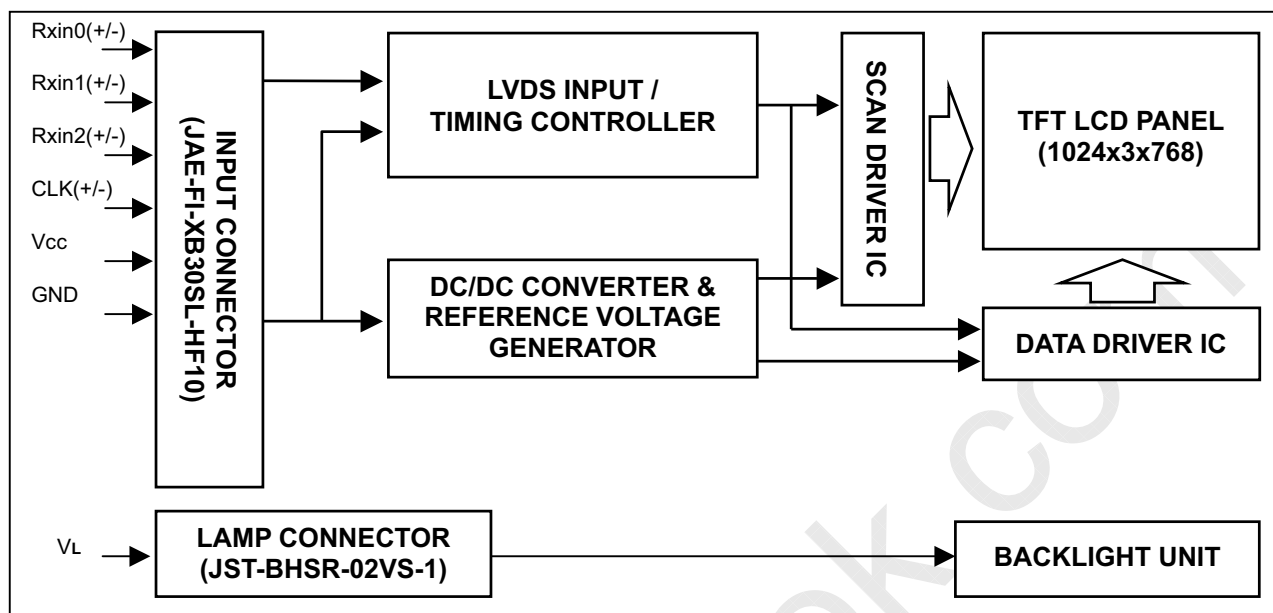 Rxin0(+/-)
Rxin1(+/-)
Rxin2(+/-)
CLK(+/-)
Vcc
GND
INPUT CONNECTOR
(JAE-FI-XB30SL-HF10)
LVDS INPUT /
TIMING CONTROLLER
DC/DC CONVERTER &
REFERENCE VOLTAGE
GENERATOR
SCAN DRIVER IC
TFT LCD PANEL
(1024x3x768)
DATA DRIVER IC
VL
LAMP CONNECTOR
(JST-BHSR-02VS-1)
BACKLIGHT UNIT